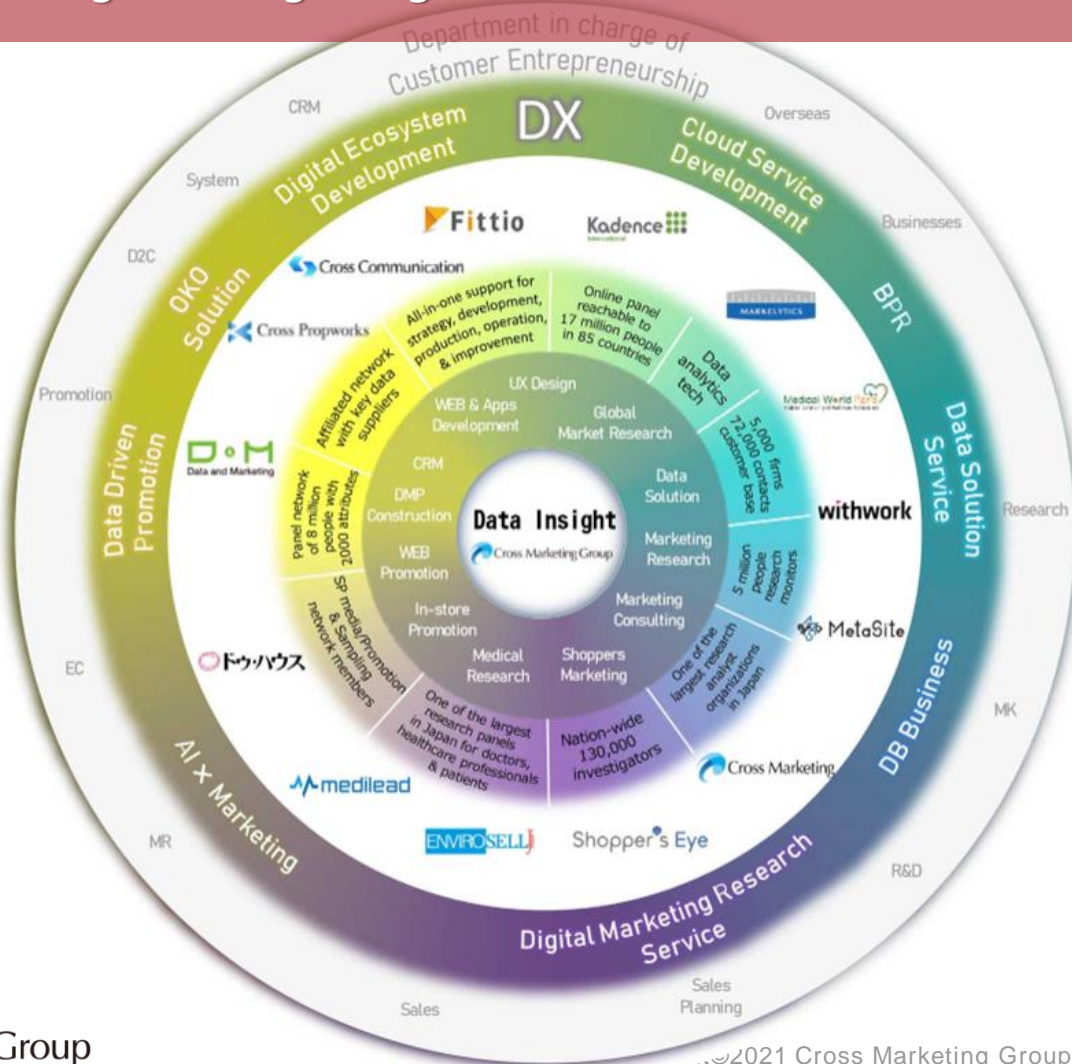 Department in charge of
Customer Entrepreneurship
CRM
Overseas
System
Businesses
D2C
Promotion
Research
EC
MK
MR
R&D
Sales
Sales
Planning
DX
Digital Ecosystem
Development
Cloud Service
Development
OKO
Solution
BPR
Data Driven
Promotion
Data Solution
Service
AI × Marketing
DB Business
Digital Marketing Research
Service
Fittio
Kadence
International
Cross Communication
MARKELYTICS
Cross Propworks
Medical World
D&M
Data and Marketing
withwork
ドゥ・ハウス
MetaSite
medilead
Cross Marketing
ENVIROSELL
Shopper's Eye
All-in-one support for
strategy, development,
production, operation,
& improvement
Online panel
reachable to
17 million people
in 85 countries
Affiliated network
with key data
suppliers
Data
analytics
tech
Panel network
of 8 million
people with
2000 attributes
5,000 firms
72,000 contacts
customer base
SP media/Promotion
& Sampling
network members
5 million
people
research
monitors
One of the largest
research panels
in Japan for doctors,
healthcare professionals
& patients
Nation-wide
130,000
investigators
One of the
largest research
analyst
organizations
in Japan
UX Design
WEB & Apps
Development
Global
Market Research
CRM
Data
Solution
DMP
Construction
Marketing
Research
WEB
Promotion
Marketing
Consulting
In-store
Promotion
Medical
Research
Shoppers
Marketing
Data Insight
Cross Marketing Group
Group
©2021 Cross Marketing Group